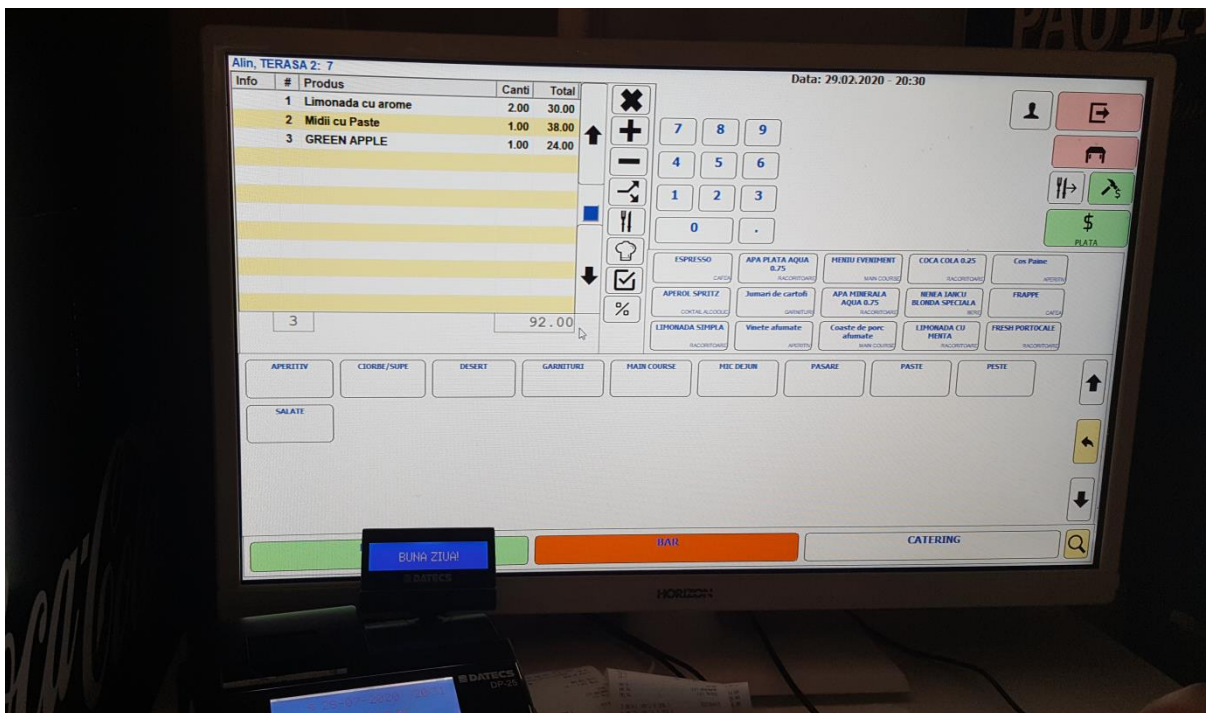 PAULA
Alin, TERASA 2: 7
Data: 29.02.2020 - 20:30
Info # Produs Canti Total
1 Limonada cu arome 2.00 30.00
2 Midii cu Paste 1.00 38.00
3 GREEN APPLE 1.00 24.00
3 92.00
7 8 9
4 5 6
1 2 3
0 .
%
$
PLATA
ESPRESSO
CAFEA
APA PLATA AQUA
0.75
RACORITOARE
MENIU EVENIMENT
MAIN COURSE
COCA COLA 0.25
RACORITOARE
Cos Paine
APERITIV
APEROL SPRITZ
COKTAIL ALCOOLIC
Jumari de cartofi
GARNITURI
APA MINERALA
AQUA 0.75
RACORITOARE
NENEA IANCU
BLONDA SPECIALA
BERE
FRAPPE
CAFEA
LIMONADA SIMPLA
RACORITOARE
Vinete afumate
APERITIV
Coaste de porc
afumate
MAIN COURSE
LIMONADA CU
MENTA
RACORITOARE
FRESH PORTOCALE
RACORITOARE
APERITIV CIORBE/SUPE DESERT GARNITURI MAIN COURSE MIC DEJUN PASARE PASTE PESTE
SALATE
BAR CATERING
BUNA ZIUA!
DATECS
HORIZON
DATECS
DP-25